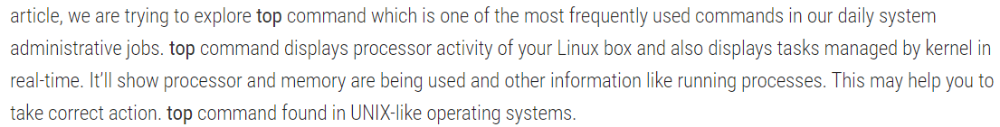 article, we are trying to explore top command which is one of the most frequently used commands in our daily system
administrative jobs. top command displays processor activity of your Linux box and also displays tasks managed by kernel in
real-time. It'll show processor and memory are being used and other information like running processes. This may help you to
take correct action. top command found in UNIX-like operating systems.